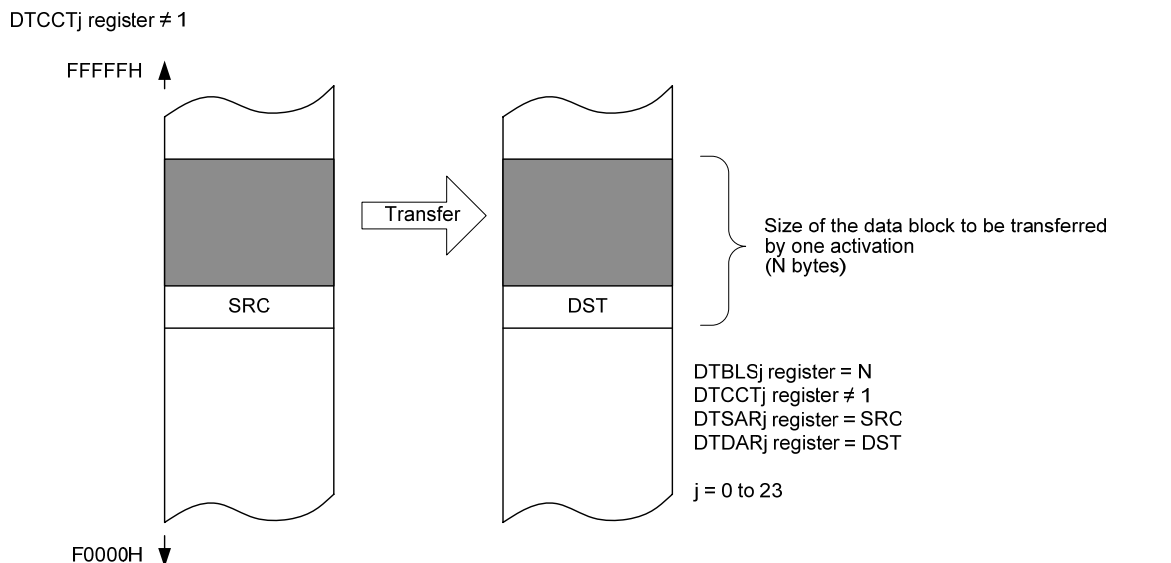 DTCCTj register ≠ 1
FFFFFH
Transfer
SRC
DST
Size of the data block to be transferred
by one activation
(N bytes)
DTBLSj register = N
DTCCTj register ≠ 1
DTSARj register = SRC
DTDARj register = DST
j = 0 to 23
F0000H